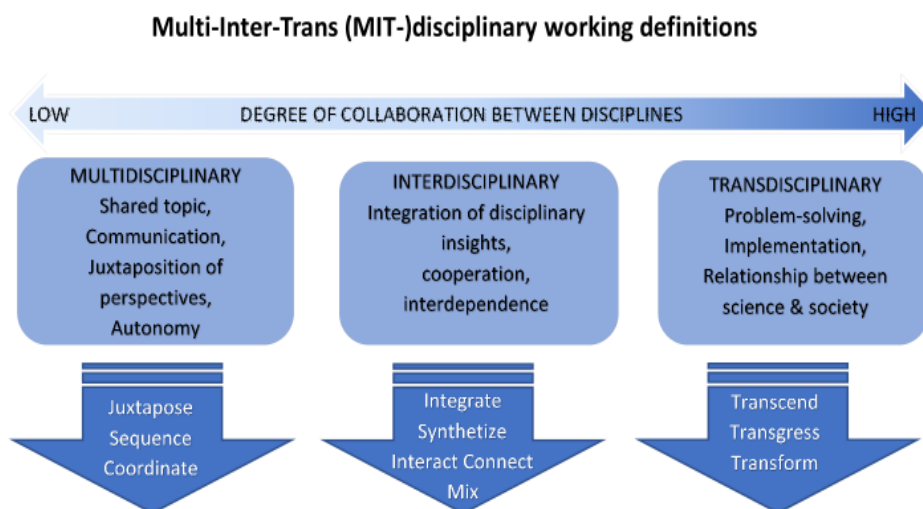 Multi-Inter-Trans (MIT-)disciplinary working definitions
LOW DEGREE OF COLLABORATION BETWEEN DISCIPLINES HIGH
MULTIDISCIPLINARY
Shared topic,
Communication,
Juxtaposition of
perspectives,
Autonomy
INTERDISCIPLINARY
Integration of disciplinary
insights,
cooperation,
interdependence
TRANSDISCIPLINARY
Problem-solving,
Implementation,
Relationship between
science & society
Juxtapose
Sequence
Coordinate
Integrate
Synthetize
Interact Connect
Mix
Transcend
Transgress
Transform